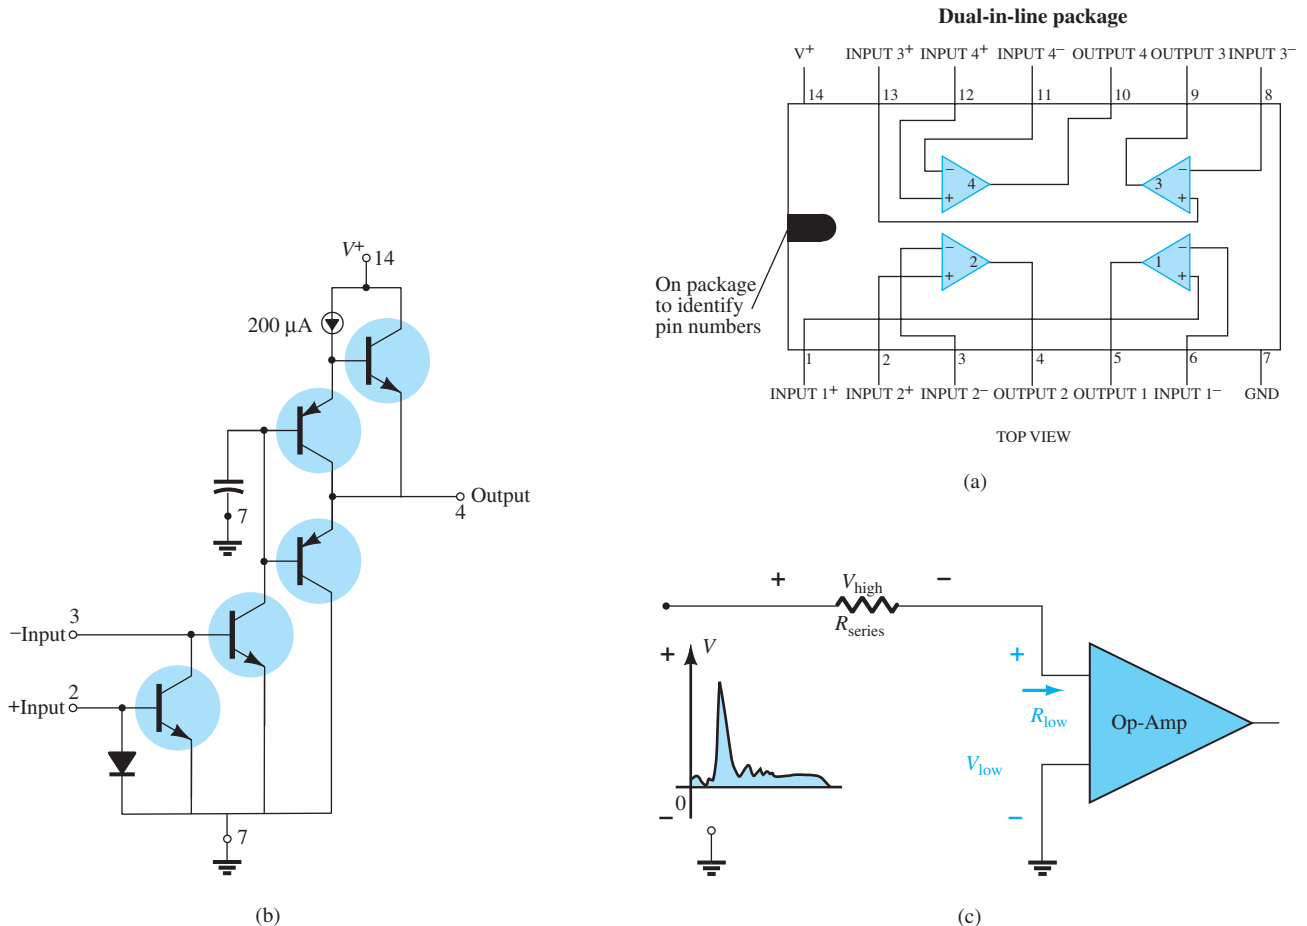 Dual-in-line package
V+ INPUT 3+ INPUT 4+ INPUT 4− OUTPUT 4 OUTPUT 3 INPUT 3−
14 13 12 11 10 9 8
− + 4
− + 3
− + 2
− + 1
On package
to identify
pin numbers
1 2 3 4 5 6 7
INPUT 1+ INPUT 2+ INPUT 2− OUTPUT 2 OUTPUT 1 INPUT 1− GND
TOP VIEW
(a)
V+
14
200 μA
7
Output
4
3
−Input
2
+Input
7
(b)
+ Vhigh −
Rseries
+ V
+
Rlow
Op-Amp
Vlow
0
−
−
(c)